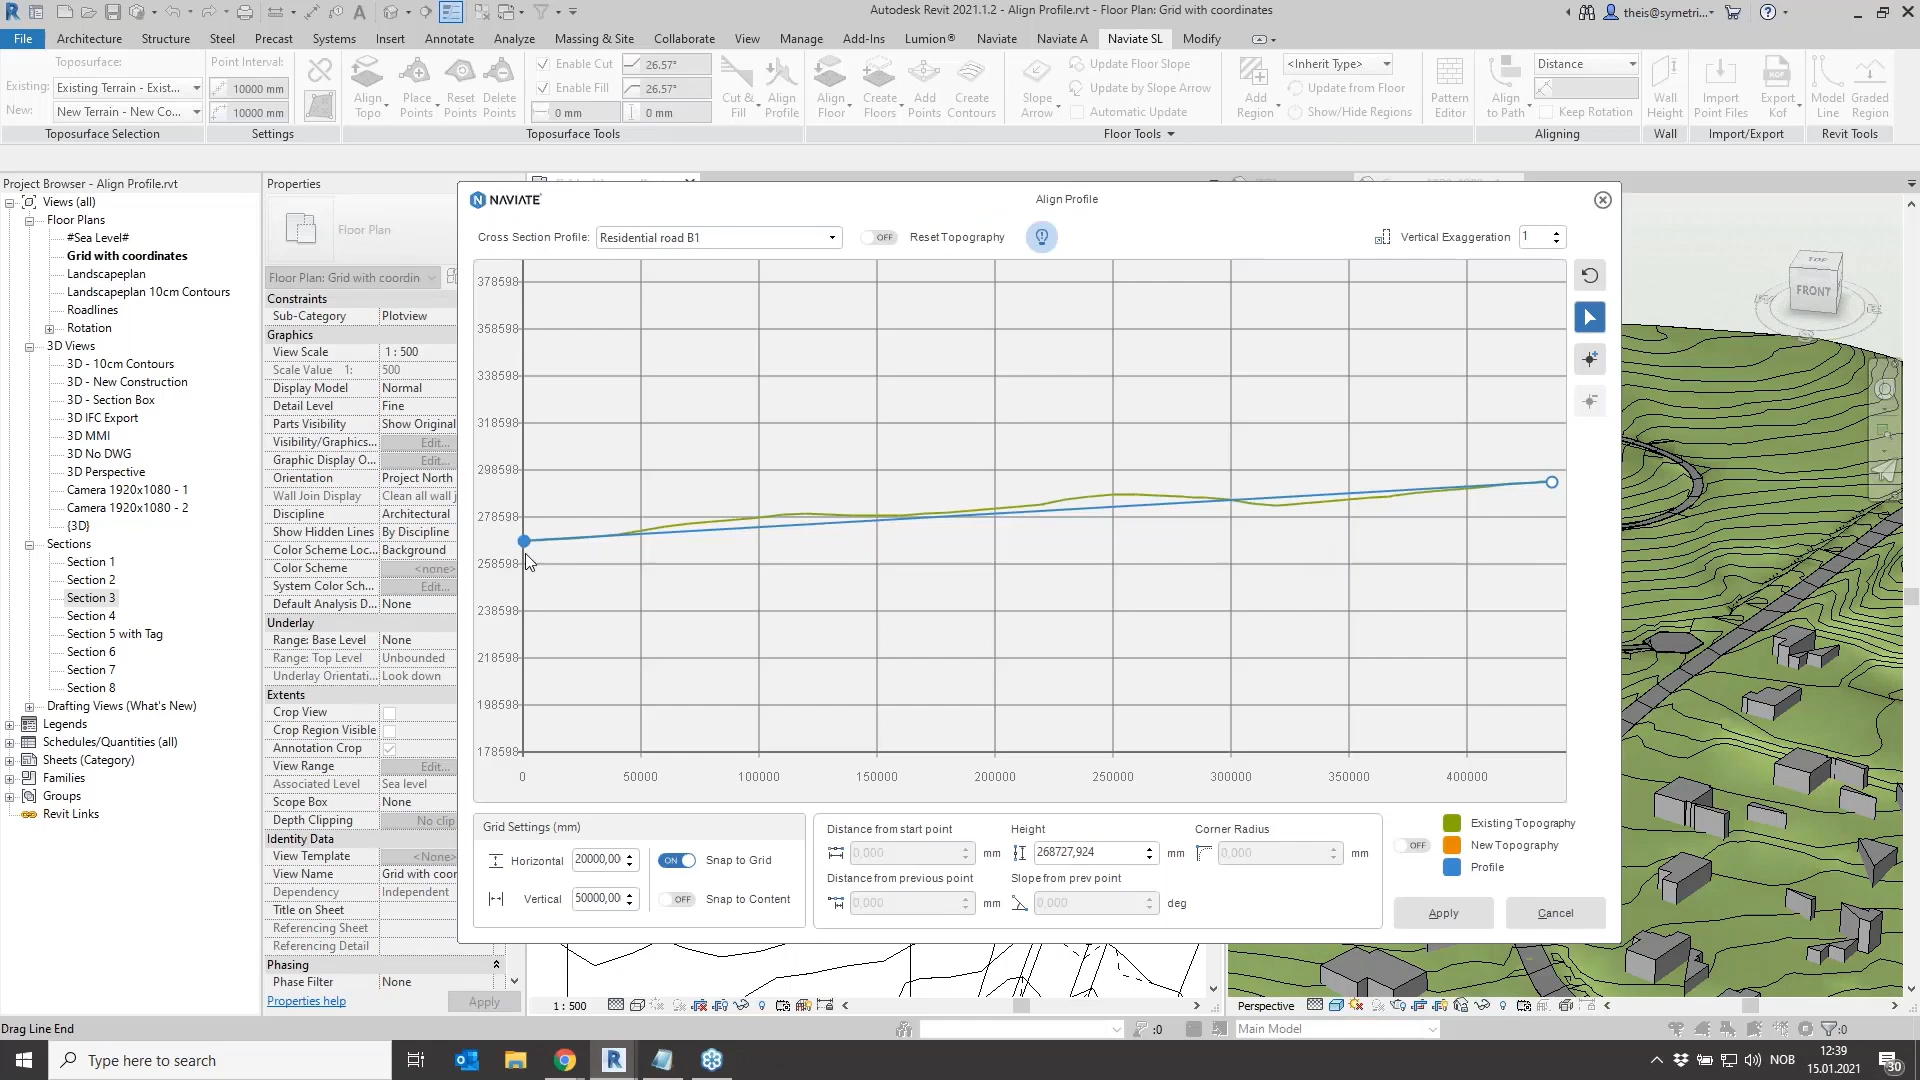 Autodesk Revit 2021.1.2 - Align Profile.rvt - Floor Plan: Grid with coordinates
theis@symetri...
File Architecture Structure Steel Precast Systems Insert Annotate Analyze Massing & Site Collaborate View Manage Add-Ins Lumion® Naviate Naviate A Naviate SL Modify
Toposurface:
Existing: Existing Terrain - Exist...
New: New Terrain - New Co...
Toposurface Selection
Point Interval:
10000 mm
10000 mm
Settings
Align Topo
Place Points
Reset Points
Delete Points
Enable Cut 26.57°
Enable Fill 26.57°
0 mm 0 mm
Cut & Fill
Align Profile
Toposurface Tools
Align Floor
Create Floors
Add Points
Create Contours
Slope Arrow
Update Floor Slope
Update by Slope Arrow
Automatic Update
Add Region
<Inherit Type>
Update from Floor
Show/Hide Regions
Pattern Editor
Floor Tools
Align to Path
Distance
Keep Rotation
Aligning
Wall Height
Wall
Import Point Files
Export Kof
Import/Export
Model Line
Graded Region
Revit Tools
Project Browser - Align Profile.rvt
Views (all)
Floor Plans
#Sea Level#
Grid with coordinates
Landscapeplan
Landscapeplan 10cm Contours
Roadlines
Rotation
3D Views
3D - 10cm Contours
3D - New Construction
3D - Section Box
3D IFC Export
3D MMI
3D No DWG
3D Perspective
Camera 1920x1080 - 1
Camera 1920x1080 - 2
{3D}
Sections
Section 1
Section 2
Section 3
Section 4
Section 5 with Tag
Section 6
Section 7
Section 8
Drafting Views (What's New)
Legends
Schedules/Quantities (all)
Sheets (Category)
Families
Groups
Revit Links
Properties
Floor Plan
Floor Plan: Grid with coordin
Constraints
Sub-Category Plotview
Graphics
View Scale 1 : 500
Scale Value 1: 500
Display Model Normal
Detail Level Fine
Parts Visibility Show Original
Visibility/Graphics... Edit...
Graphic Display O... Edit...
Orientation Project North
Wall Join Display Clean all wall j
Discipline Architectural
Show Hidden Lines By Discipline
Color Scheme Loc... Background
Color Scheme <none>
System Color Sch... Edit...
Default Analysis D... None
Underlay
Range: Base Level None
Range: Top Level Unbounded
Underlay Orientati... Look down
Extents
Crop View
Crop Region Visible
Annotation Crop
View Range Edit...
Associated Level Sea level
Scope Box None
Depth Clipping No clip
Identity Data
View Template <None>
View Name Grid with coor
Dependency Independent
Title on Sheet
Referencing Sheet
Referencing Detail
Phasing
Phase Filter None
Properties help
Apply
NAVIATE
Align Profile
Cross Section Profile: Residential road B1
OFF Reset Topography
Vertical Exaggeration 1
378598
358598
338598
318598
298598
278598
258598
238598
218598
198598
178598
0 50000 100000 150000 200000 250000 300000 350000 400000
Grid Settings (mm)
Horizontal 20000,00
ON Snap to Grid
Vertical 50000,00
OFF Snap to Content
Distance from start point Height Corner Radius
0,000 mm 268727,924 mm 0,000 mm
Distance from previous point Slope from prev point
0,000 mm 0,000 deg
OFF
Existing Topography
New Topography
Profile
Apply
Cancel
TOP
FRONT
1 : 500
Perspective
Drag Line End
:0
Main Model
:0
Type here to search
NOB
12:39
15.01.2021
30